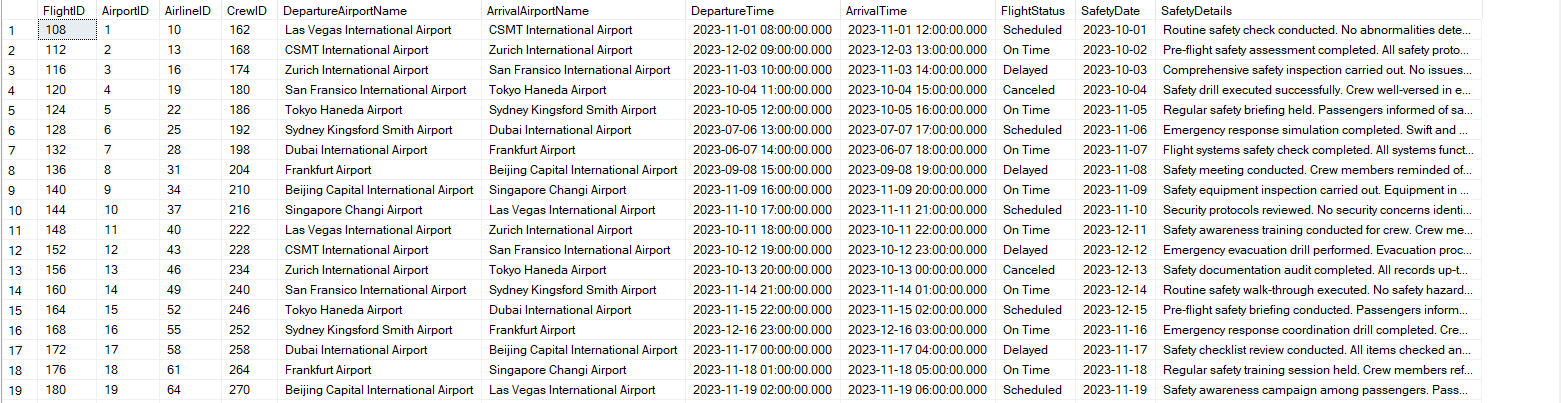 FlightID AirportID AirlineID CrewID DepartureAirportName ArrivalAirportName DepartureTime ArrivalTime FlightStatus SafetyDate SafetyDetails
1 108 1 10 162 Las Vegas International Airport CSMT International Airport 2023-11-01 08:00:00.000 2023-11-01 12:00:00.000 Scheduled 2023-10-01 Routine safety check conducted. No abnormalities dete...
2 112 2 13 168 CSMT International Airport Zurich International Airport 2023-12-02 09:00:00.000 2023-12-03 13:00:00.000 On Time 2023-10-02 Pre-flight safety assessment completed. All safety proto...
3 116 3 16 174 Zurich International Airport San Fransico International Airport 2023-11-03 10:00:00.000 2023-11-03 14:00:00.000 Delayed 2023-10-03 Comprehensive safety inspection carried out. No issues...
4 120 4 19 180 San Fransico International Airport Tokyo Haneda Airport 2023-10-04 11:00:00.000 2023-10-04 15:00:00.000 Canceled 2023-10-04 Safety drill executed successfully. Crew well-versed in e...
5 124 5 22 186 Tokyo Haneda Airport Sydney Kingsford Smith Airport 2023-10-05 12:00:00.000 2023-10-05 16:00:00.000 On Time 2023-11-05 Regular safety briefing held. Passengers informed of sa...
6 128 6 25 192 Sydney Kingsford Smith Airport Dubai International Airport 2023-07-06 13:00:00.000 2023-07-07 17:00:00.000 Scheduled 2023-11-06 Emergency response simulation completed. Swift and ...
7 132 7 28 198 Dubai International Airport Frankfurt Airport 2023-06-07 14:00:00.000 2023-06-07 18:00:00.000 On Time 2023-11-07 Flight systems safety check completed. All systems funct...
8 136 8 31 204 Frankfurt Airport Beijing Capital International Airport 2023-09-08 15:00:00.000 2023-09-08 19:00:00.000 Delayed 2023-11-08 Safety meeting conducted. Crew members reminded of...
9 140 9 34 210 Beijing Capital International Airport Singapore Changi Airport 2023-11-09 16:00:00.000 2023-11-09 20:00:00.000 On Time 2023-11-09 Safety equipment inspection carried out. Equipment in ...
10 144 10 37 216 Singapore Changi Airport Las Vegas International Airport 2023-11-10 17:00:00.000 2023-11-11 21:00:00.000 Scheduled 2023-11-10 Security protocols reviewed. No security concerns identi...
11 148 11 40 222 Las Vegas International Airport Zurich International Airport 2023-10-11 18:00:00.000 2023-10-11 22:00:00.000 On Time 2023-12-11 Safety awareness training conducted for crew. Crew me...
12 152 12 43 228 CSMT International Airport San Fransico International Airport 2023-10-12 19:00:00.000 2023-10-12 23:00:00.000 Delayed 2023-12-12 Emergency evacuation drill performed. Evacuation proc...
13 156 13 46 234 Zurich International Airport Tokyo Haneda Airport 2023-10-13 20:00:00.000 2023-10-13 00:00:00.000 Canceled 2023-12-13 Safety documentation audit completed. All records up-t...
14 160 14 49 240 San Fransico International Airport Sydney Kingsford Smith Airport 2023-11-14 21:00:00.000 2023-11-14 01:00:00.000 On Time 2023-12-14 Routine safety walk-through executed. No safety hazard...
15 164 15 52 246 Tokyo Haneda Airport Dubai International Airport 2023-11-15 22:00:00.000 2023-11-15 02:00:00.000 Scheduled 2023-12-15 Pre-flight safety briefing conducted. Passengers inform...
16 168 16 55 252 Sydney Kingsford Smith Airport Frankfurt Airport 2023-12-16 23:00:00.000 2023-12-16 03:00:00.000 On Time 2023-11-16 Emergency response coordination drill completed. Cre...
17 172 17 58 258 Dubai International Airport Beijing Capital International Airport 2023-11-17 00:00:00.000 2023-11-17 04:00:00.000 Delayed 2023-11-17 Safety checklist review conducted. All items checked an...
18 176 18 61 264 Frankfurt Airport Singapore Changi Airport 2023-11-18 01:00:00.000 2023-11-18 05:00:00.000 On Time 2023-11-18 Regular safety training session held. Crew members ref...
19 180 19 64 270 Beijing Capital International Airport Las Vegas International Airport 2023-11-19 02:00:00.000 2023-11-19 06:00:00.000 Scheduled 2023-11-19 Safety awareness campaign among passengers. Pass...